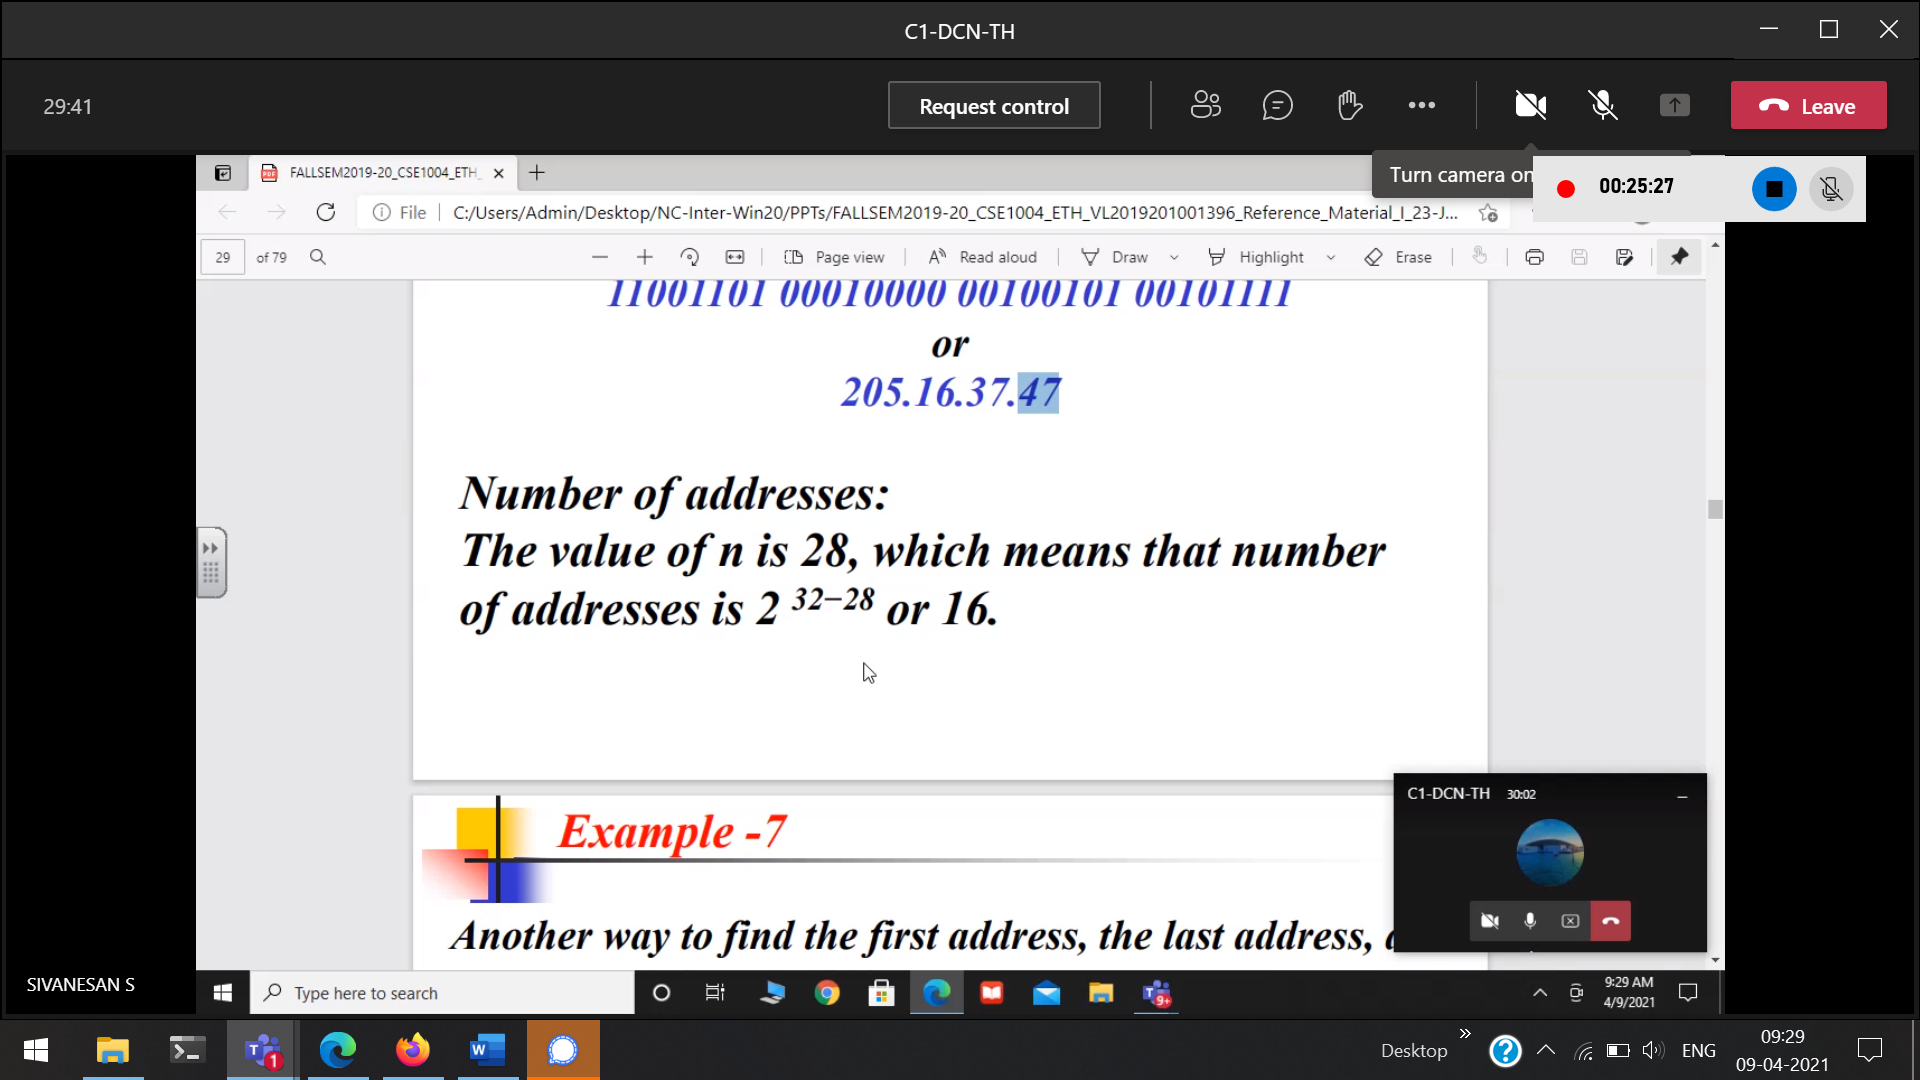 C1-DCN-TH
29:41
Request control
Leave
Turn camera on
00:25:27
FALLSEM2019-20_CSE1004_ETH_
File
C:/Users/Admin/Desktop/NC-Inter-Win20/PPTs/FALLSEM2019-20_CSE1004_ETH_VL2019201001396_Reference_Material_I_23-J...
29 of 79
Page view
Read aloud
Draw
Highlight
Erase
11001101 00010000 00100101 00101111
or
205.16.37.47
Number of addresses:
The value of n is 28, which means that number
of addresses is 2 32−28 or 16.
Example -7
Another way to find the first address, the last address,
C1-DCN-TH 30:02
SIVANESAN S
Type here to search
9+
9:29 AM
4/9/2021
1
Desktop
ENG
09:29
09-04-2021